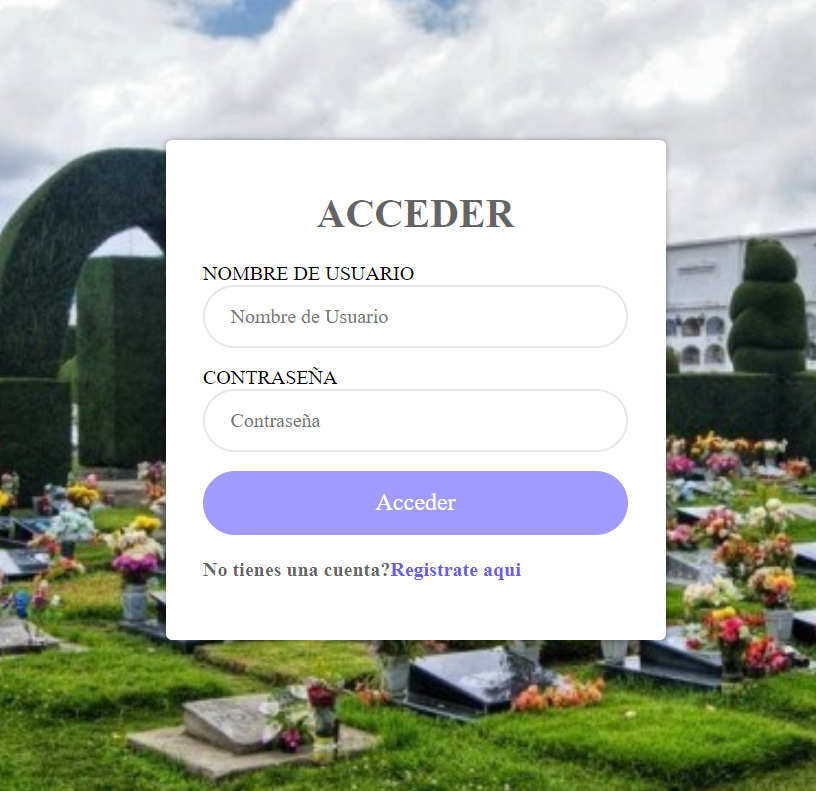 ACCEDER
NOMBRE DE USUARIO
Nombre de Usuario
CONTRASEÑA
Contraseña
Acceder
No tienes una cuenta?Registrate aqui